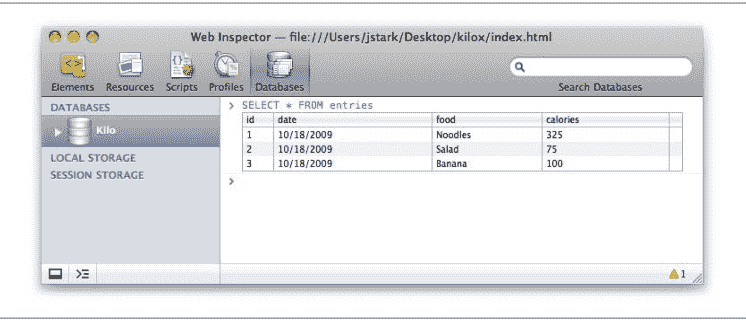 Web Inspector — file:///Users/jstark/Desktop/kilox/index.html
Elements Resources Scripts Profiles Databases Search Databases
DATABASES
Kilo
LOCAL STORAGE
SESSION STORAGE
> SELECT * FROM entries
id date food calories
1 10/18/2009 Noodles 325
2 10/18/2009 Salad 75
3 10/18/2009 Banana 100
>
1